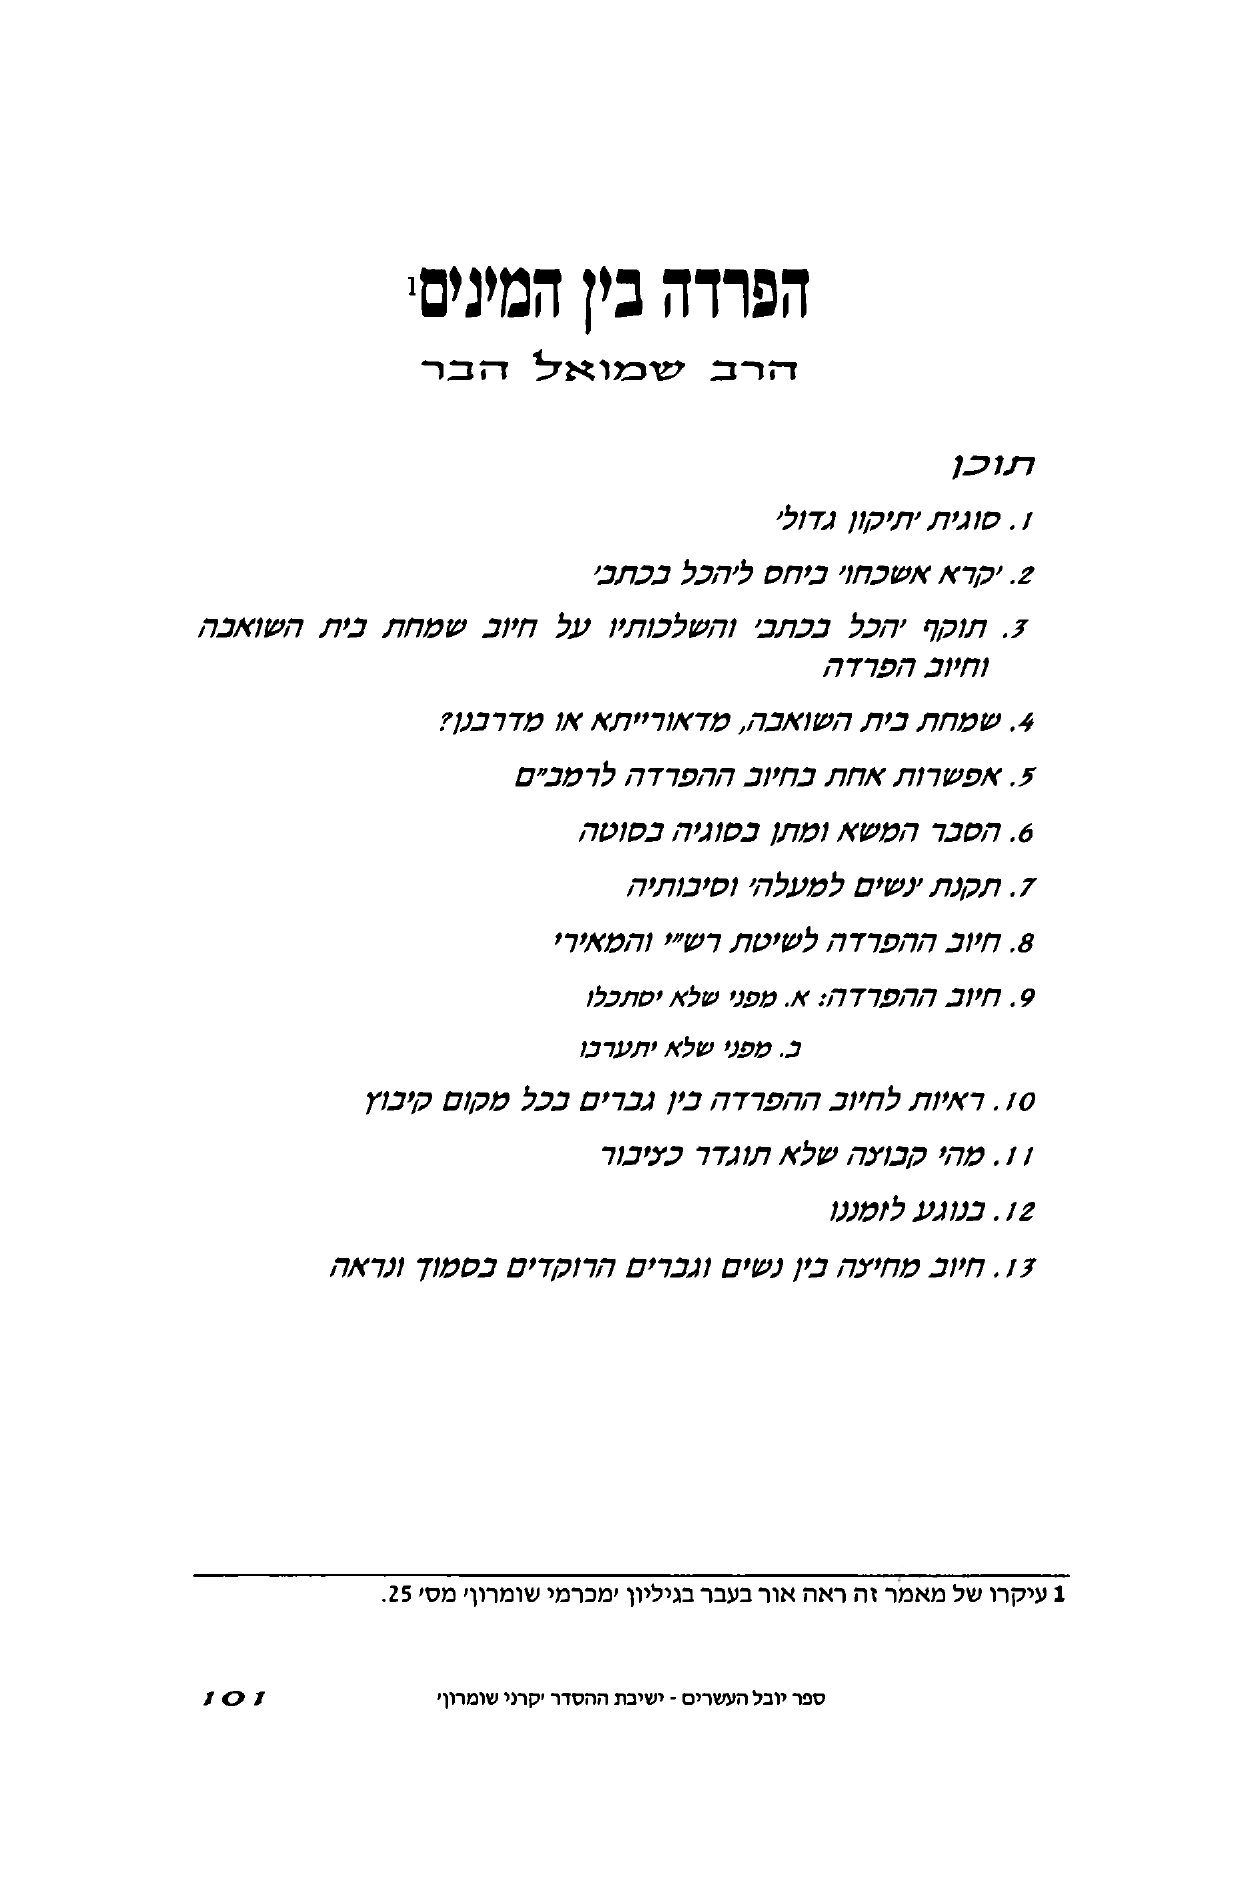 הפרדה בין המינים1
הרב שמואל הבר
תוכן
1. סוגית 'תיקון גדול'
2. 'קרא אשכחו' ביחס ל'הכל בכתב'
3. תוקף 'הכל בכתב' והשלכותיו על חיוב שמחת בית השואבה
וחיוב הפרדה
4. שמחת בית השואבה, מדאורייתא או מדרבנן?
5. אפשרות אחת בחיוב ההפרדה לרמב"ם
6. הסבר המשא ומתן בסוגיה בסוטה
7. תקנת 'נשים למעלה' וסיבותיה
8. חיוב ההפרדה לשיטת רש"י והמאירי
9. חיוב ההפרדה: א. מפני שלא יסתכלו
ב. מפני שלא יתערבו
10. ראיות לחיוב ההפרדה בין גברים בכל מקום קיבוץ
11. מהי קבוצה שלא תוגדר כציבור
12. בנוגע לזמננו
13. חיוב מחיצה בין נשים וגברים הרוקדים בסמוך ונראה
1 עיקרו של מאמר זה ראה אור בעבר בגיליון 'מכרמי שומרון' מס' 25.
ספר יובל העשרים - ישיבת ההסדר 'קרני שומרון'
101